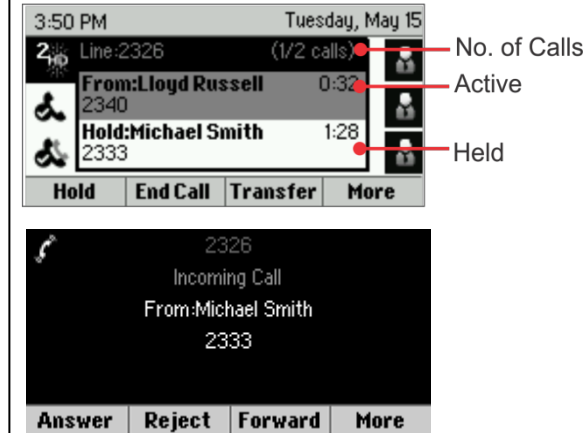 3:50 PM Tuesday, May 15
2HD Line:2326 (1/2 calls) No. of Calls
From:Lloyd Russell 0:32 Active
2340
Hold:Michael Smith 1:28 Held
2333
Hold End Call Transfer More
2326
Incoming Call
From:Michael Smith
2333
Answer Reject Forward More